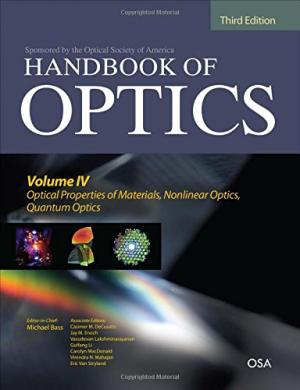 Third Edition
Sponsored by the Optical Society of America
HANDBOOK OF
OPTICS
Volume IV
Optical Properties of Materials, Nonlinear Optics,
Quantum Optics
Editor-in-Chief:
Michael Bass
Associate Editors:
Casimer M. DeCusatis
Jay M. Enoch
Vasudevan Lakshminarayanan
Guifang Li
Carolyn MacDonald
Virendra N. Mahajan
Eric Van Stryland
OSA